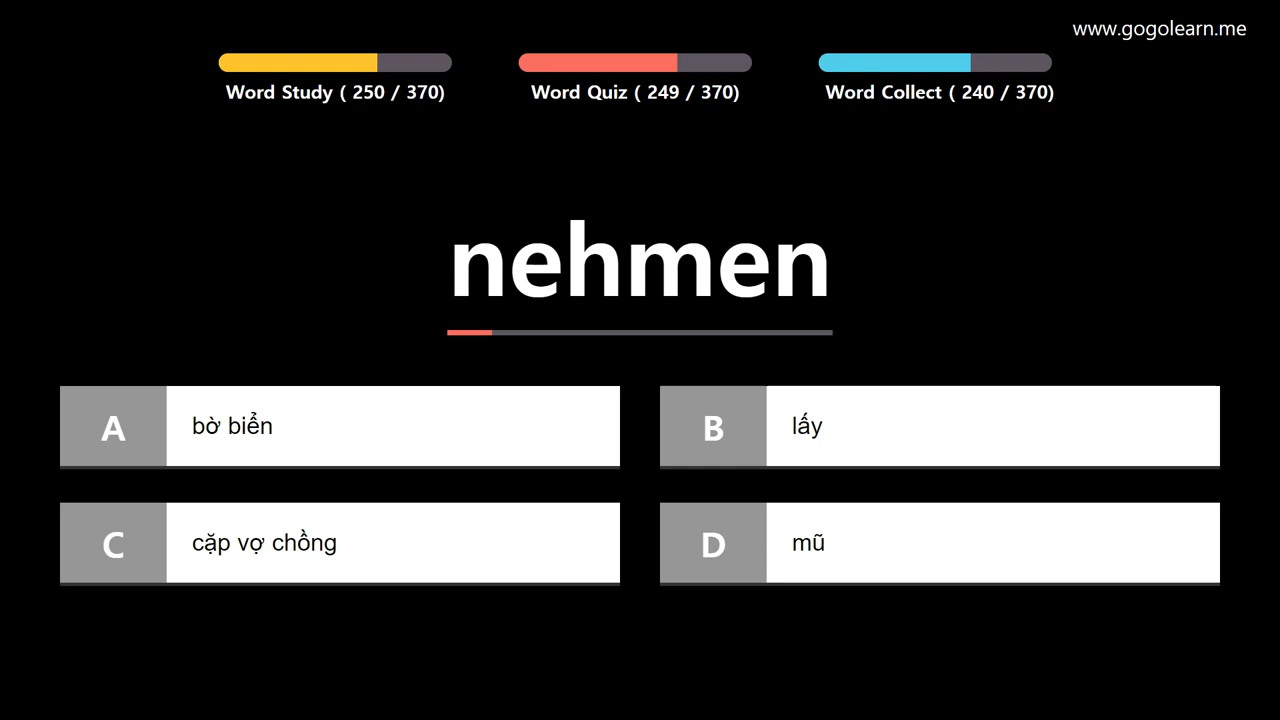 www.gogolearn.me
Word Study ( 250 / 370)
Word Quiz ( 249 / 370)
Word Collect ( 240 / 370)
nehmen
A
bờ biển
B
lấy
C
cặp vợ chồng
D
mũ